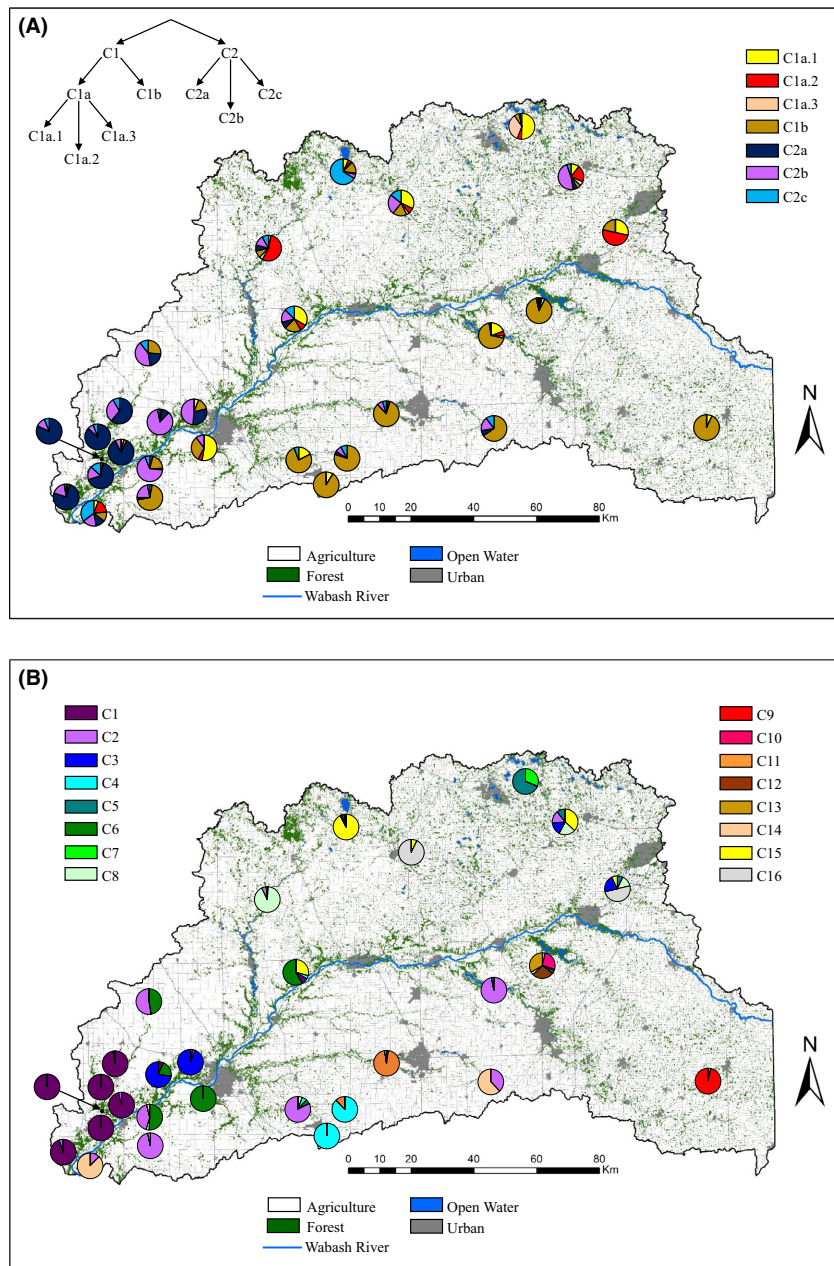 (A)
C1 C2
C1a C1b C2a C2b C2c
C1a.1 C1a.2 C1a.3
C1a.1
C1a.2
C1a.3
C1b
C2a
C2b
C2c
N
0 20 40 60 80
Km
Agriculture Open Water
Forest Urban
Wabash River
(B)
C1
C2
C3
C4
C5
C6
C7
C8
C9
C10
C11
C12
C13
C14
C15
C16
N
0 20 40 60 80
Km
Agriculture Open Water
Forest Urban
Wabash River